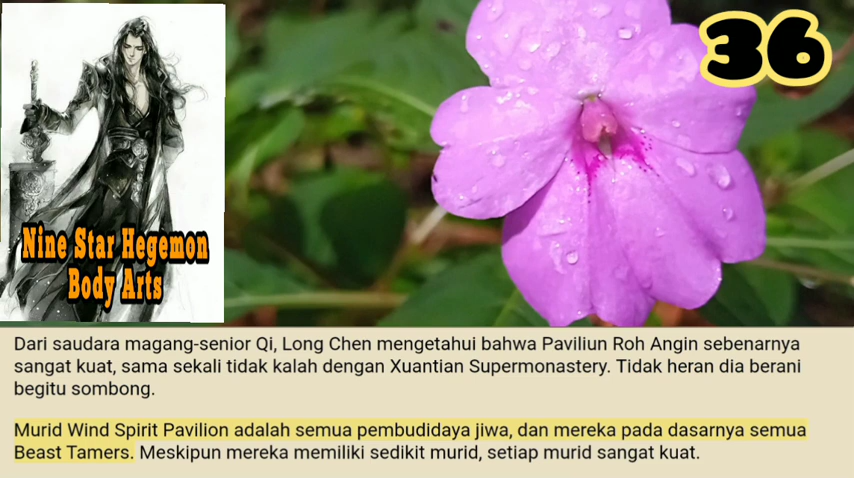 36
Nine Star Hegemon
Body Arts
Dari saudara magang-senior Qi, Long Chen mengetahui bahwa Paviliun Roh Angin sebenarnya
sangat kuat, sama sekali tidak kalah dengan Xuantian Supermonastery. Tidak heran dia berani
begitu sombong.
Murid Wind Spirit Pavilion adalah semua pembudidaya jiwa, dan mereka pada dasarnya semua
Beast Tamers. Meskipun mereka memiliki sedikit murid, setiap murid sangat kuat.